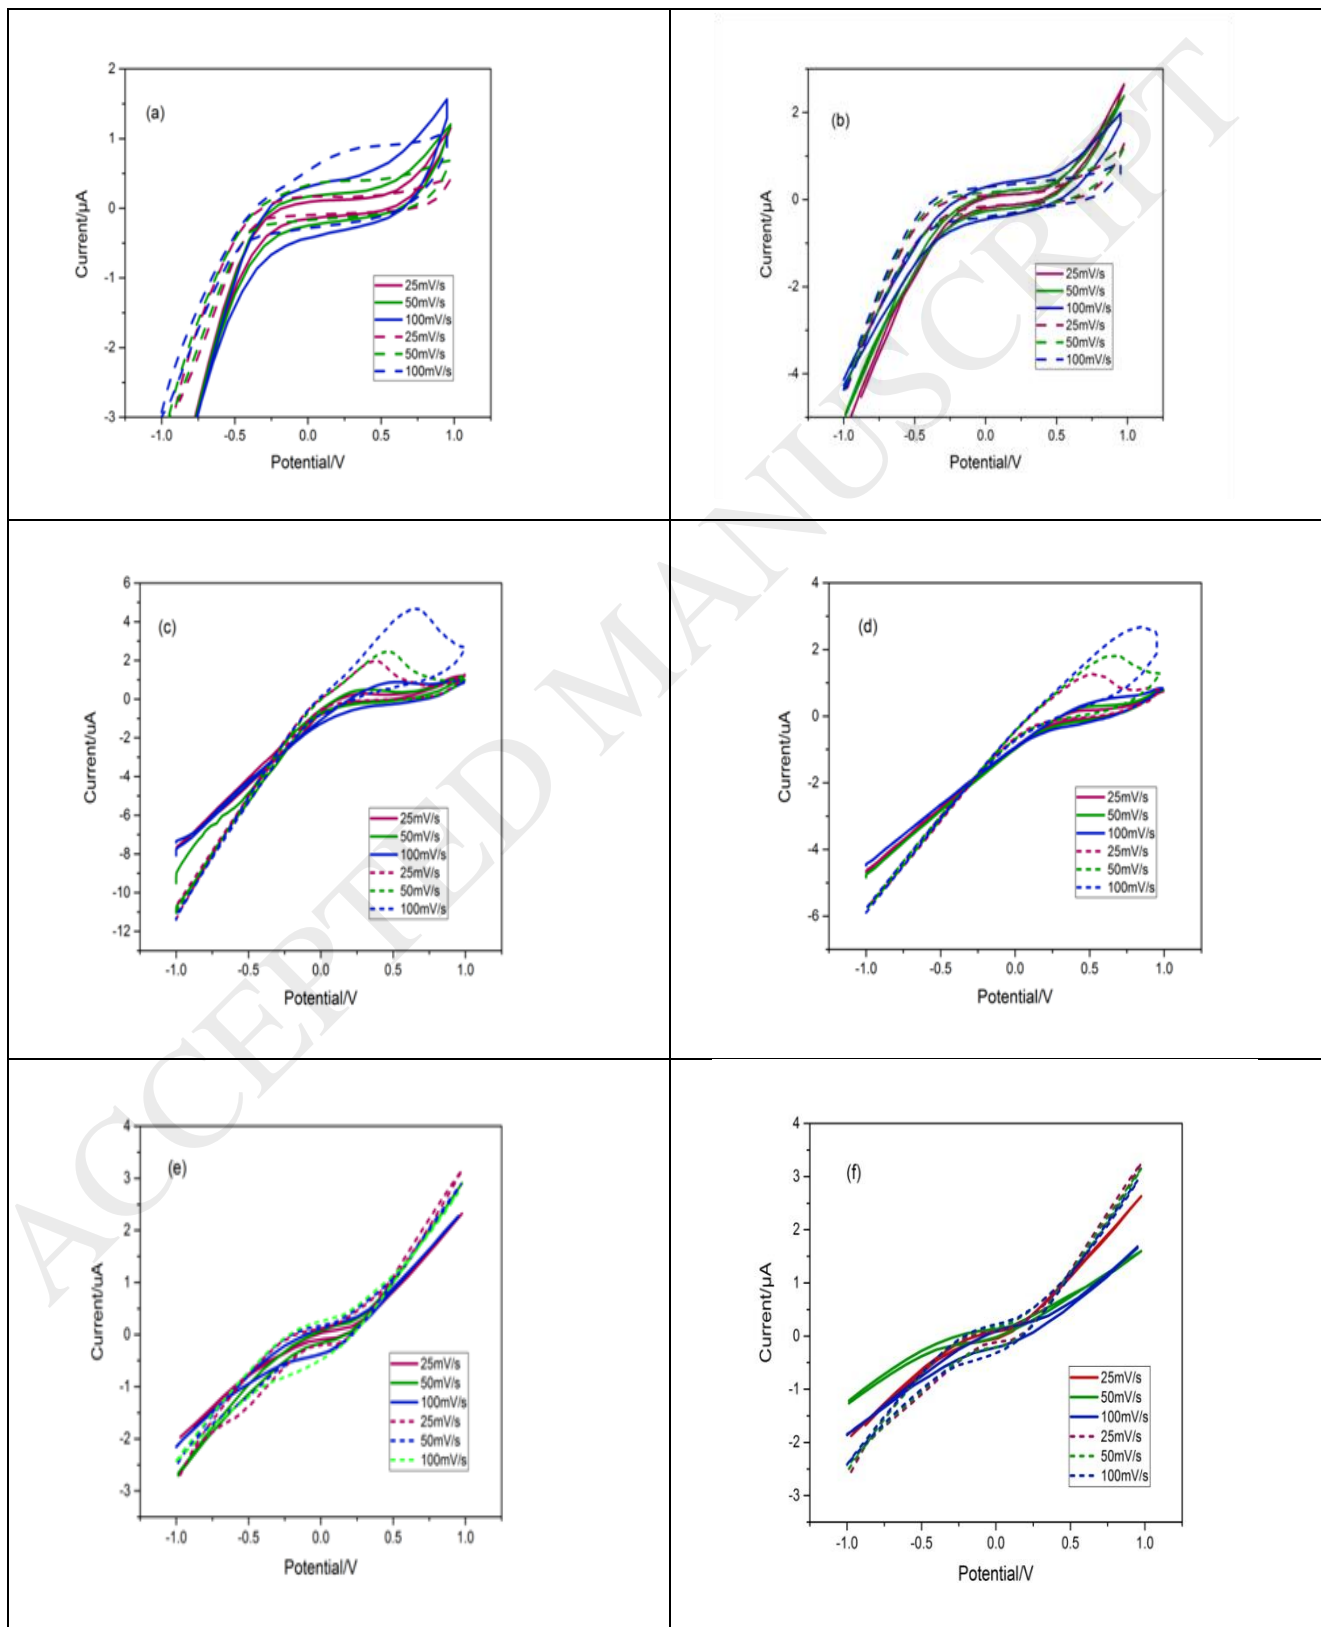 2
1
0
-1
-2
-3
Current/µA
(a)
25mV/s
50mV/s
100mV/s
25mV/s
50mV/s
100mV/s
-1.0 -0.5 0.0 0.5 1.0
Potential/V
2
0
-2
-4
Current/µA
(b)
25mV/s
50mV/s
100mV/s
25mV/s
50mV/s
100mV/s
-1.0 -0.5 0.0 0.5 1.0
Potential/V
6
4
2
0
-2
-4
-6
-8
-10
-12
Current/uA
(c)
25mV/s
50mV/s
100mV/s
25mV/s
50mV/s
100mV/s
-1.0 -0.5 0.0 0.5 1.0
Potential/V
4
2
0
-2
-4
-6
Current/uA
(d)
25mV/s
50mV/s
100mV/s
25mV/s
50mV/s
100mV/s
-1.0 -0.5 0.0 0.5 1.0
Potential/V
4
3
2
1
0
-1
-2
-3
Current/uA
(e)
25mV/s
50mV/s
100mV/s
25mV/s
50mV/s
100mV/s
-1.0 -0.5 0.0 0.5 1.0
Potential/V
4
3
2
1
0
-1
-2
-3
Current/µA
(f)
25mV/s
50mV/s
100mV/s
25mV/s
50mV/s
100mV/s
-1.0 -0.5 0.0 0.5 1.0
Potential/V
ACCEPTED MANUSCRIPT